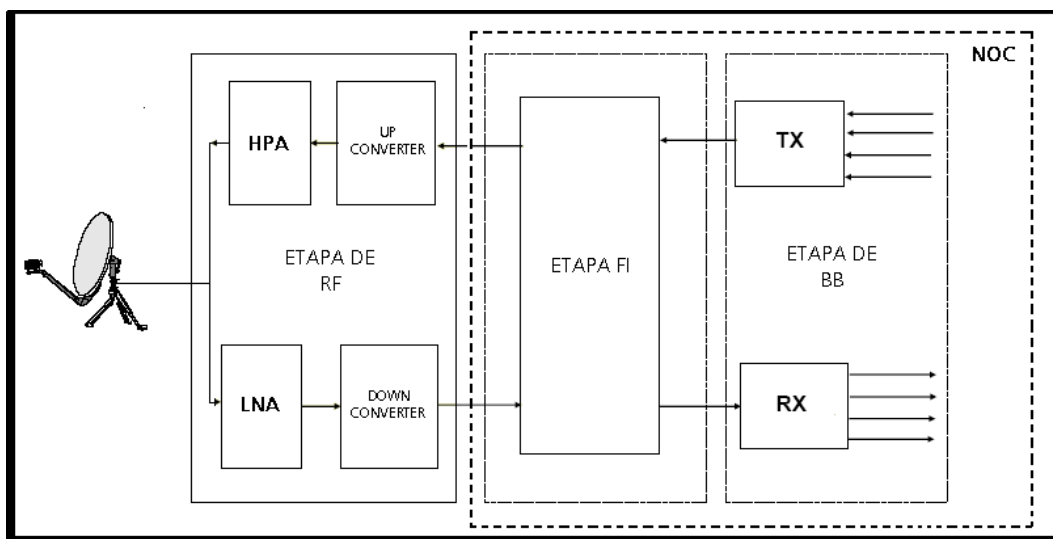 NOC
HPA
UP
CONVERTER
TX
ETAPA DE
RF
ETAPA FI
ETAPA DE
BB
LNA
DOWN
CONVERTER
RX